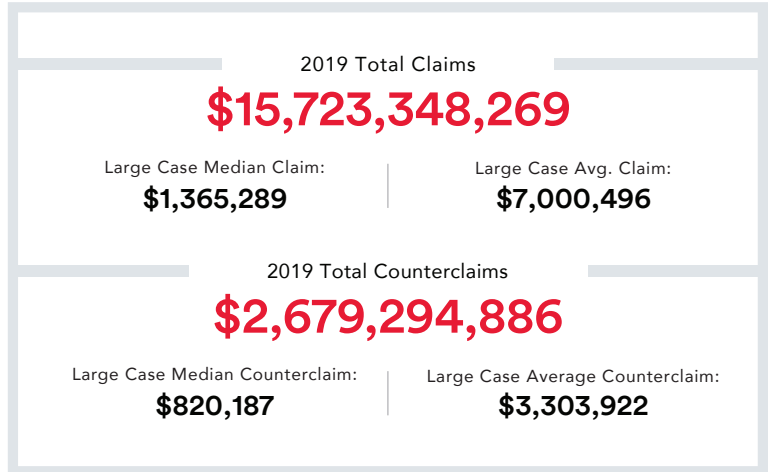 2019 Total Claims
$15,723,348,269
Large Case Median Claim:
$1,365,289
Large Case Avg. Claim:
$7,000,496
2019 Total Counterclaims
$2,679,294,886
Large Case Median Counterclaim:
$820,187
Large Case Average Counterclaim:
$3,303,922